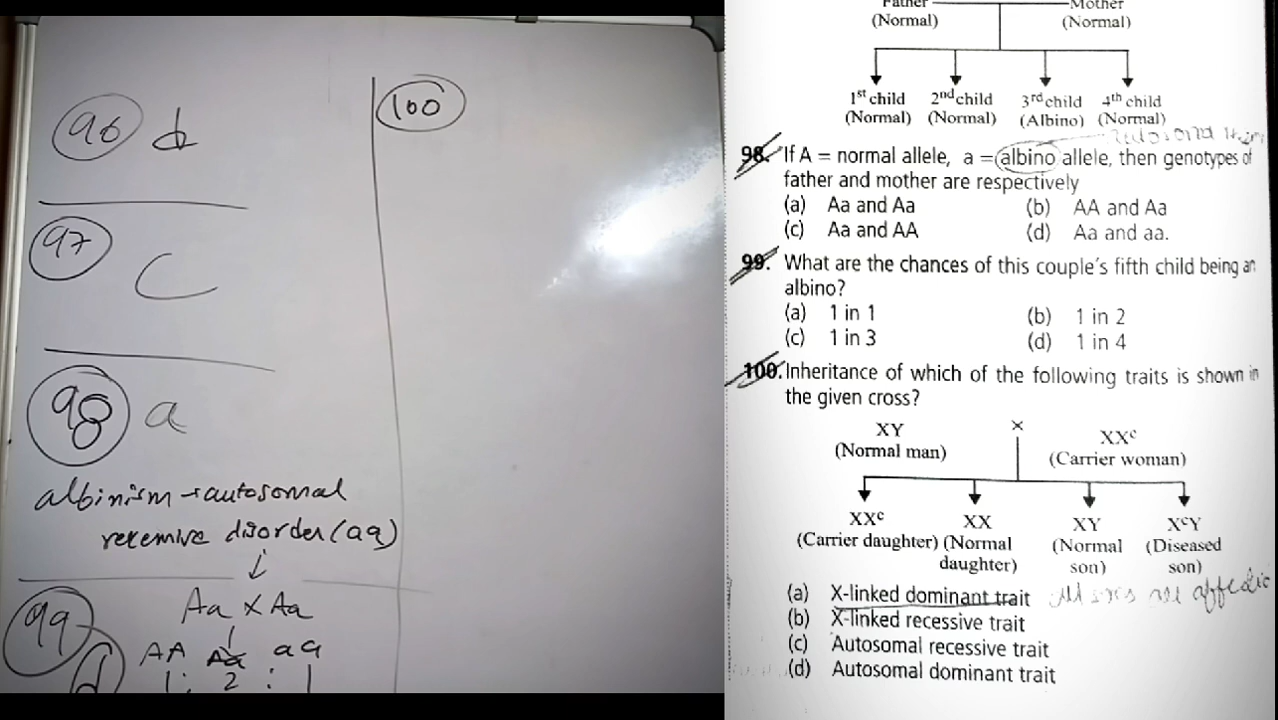 96 d
97 C
98 a
albinism → autosomal
recemive disorder (aa)
↓
Aa X Aa
99 d
AA Aa aa
1 : 2 : 1
100
Father Mother
(Normal) (Normal)
1st child 2nd child 3rd child 4th child
(Normal) (Normal) (Albino) (Normal)
98. If A = normal allele, a = albino allele, then genotypes of
father and mother are respectively
(a) Aa and Aa (b) AA and Aa
(c) Aa and AA (d) Aa and aa.
99. What are the chances of this couple's fifth child being an
albino?
(a) 1 in 1 (b) 1 in 2
(c) 1 in 3 (d) 1 in 4
100. Inheritance of which of the following traits is shown in
the given cross?
XY × XXᶜ
(Normal man) (Carrier woman)
XXᶜ XX XY XᶜY
(Carrier daughter) (Normal (Normal (Diseased
daughter) son) son)
(a) X-linked dominant trait
(b) X-linked recessive trait
(c) Autosomal recessive trait
(d) Autosomal dominant trait